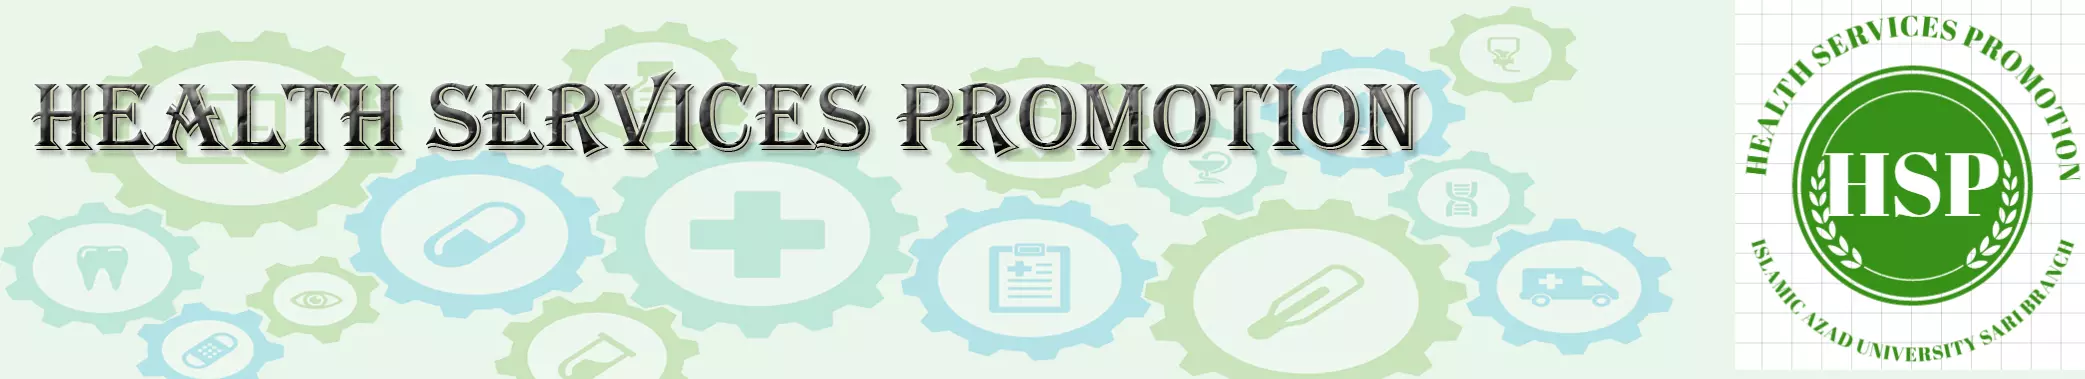 HEALTH SERVICES PROMOTION
HEALTH SERVICES PROMOTION
HSP
ISLAMIC AZAD UNIVERSITY SARI BRANCH